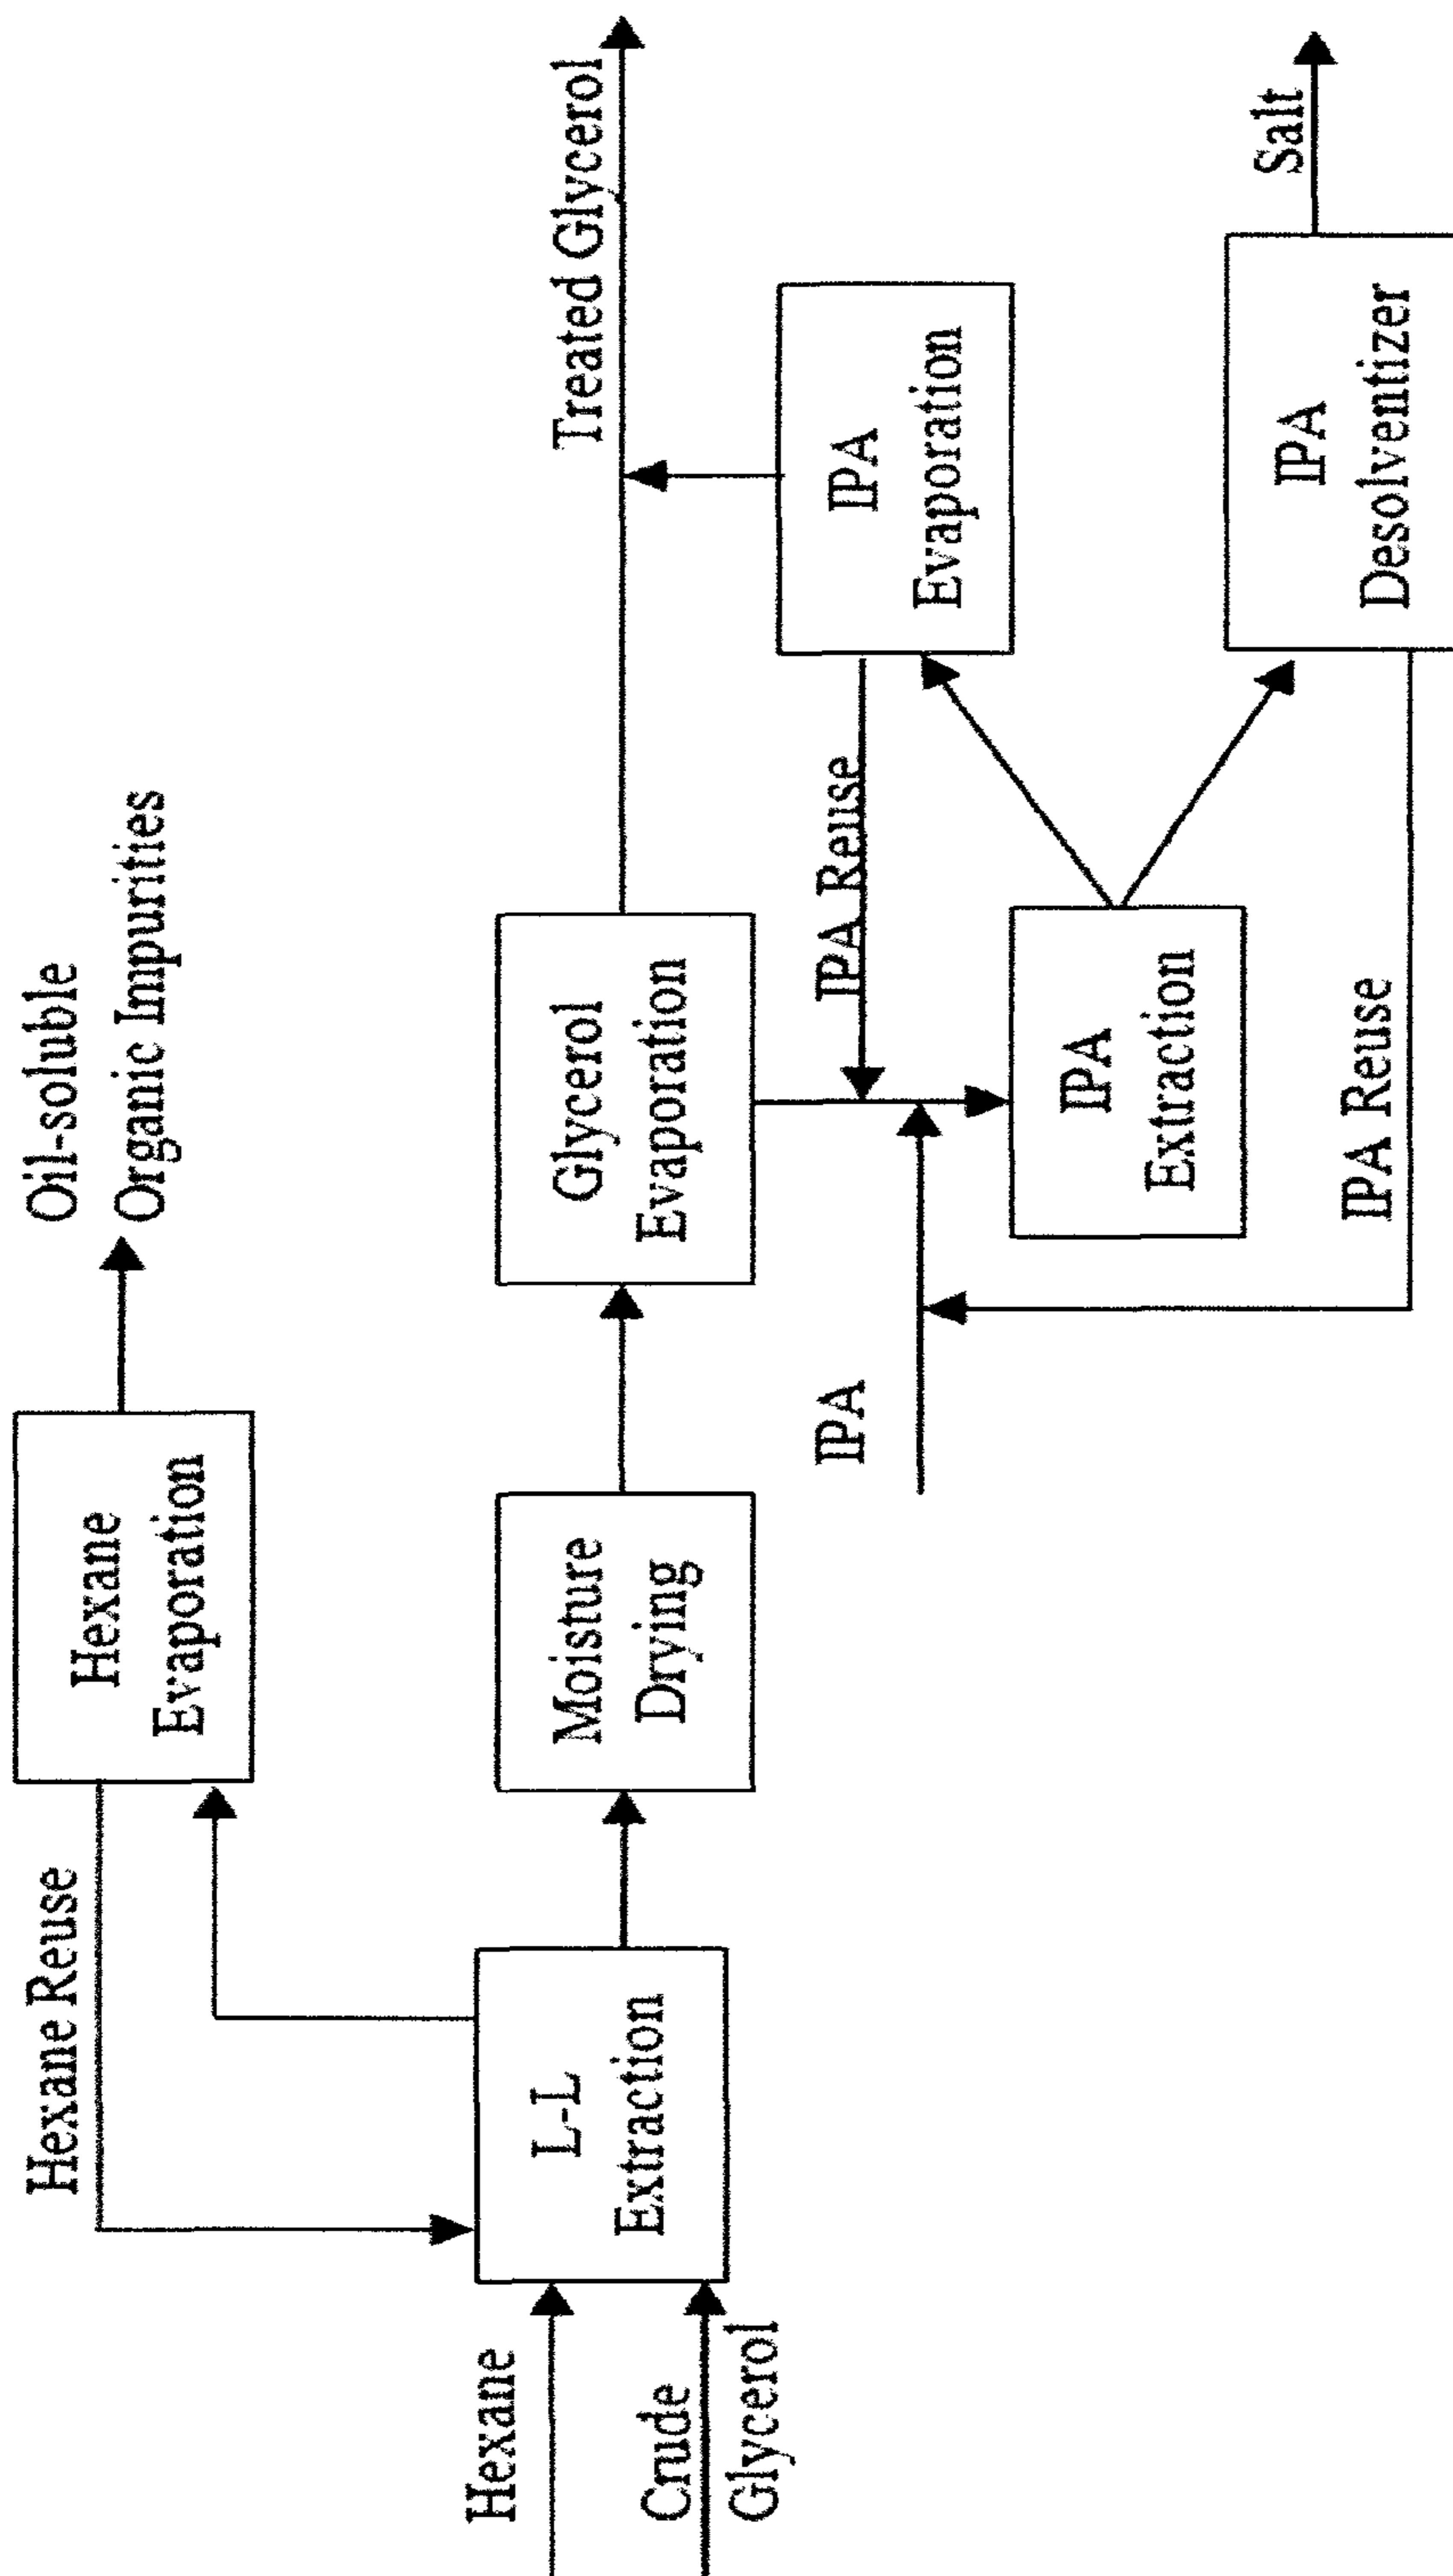 Oil-soluble
Organic Impurities
Hexane Reuse
Hexane
Evaporation
Hexane
Crude
Glycerol
L-L
Extraction
Moisture
Drying
Glycerol
Evaporation
Treated Glycerol
IPA
IPA Reuse
IPA
Evaporation
IPA
Extraction
IPA Reuse
IPA
Desolventizer
Salt